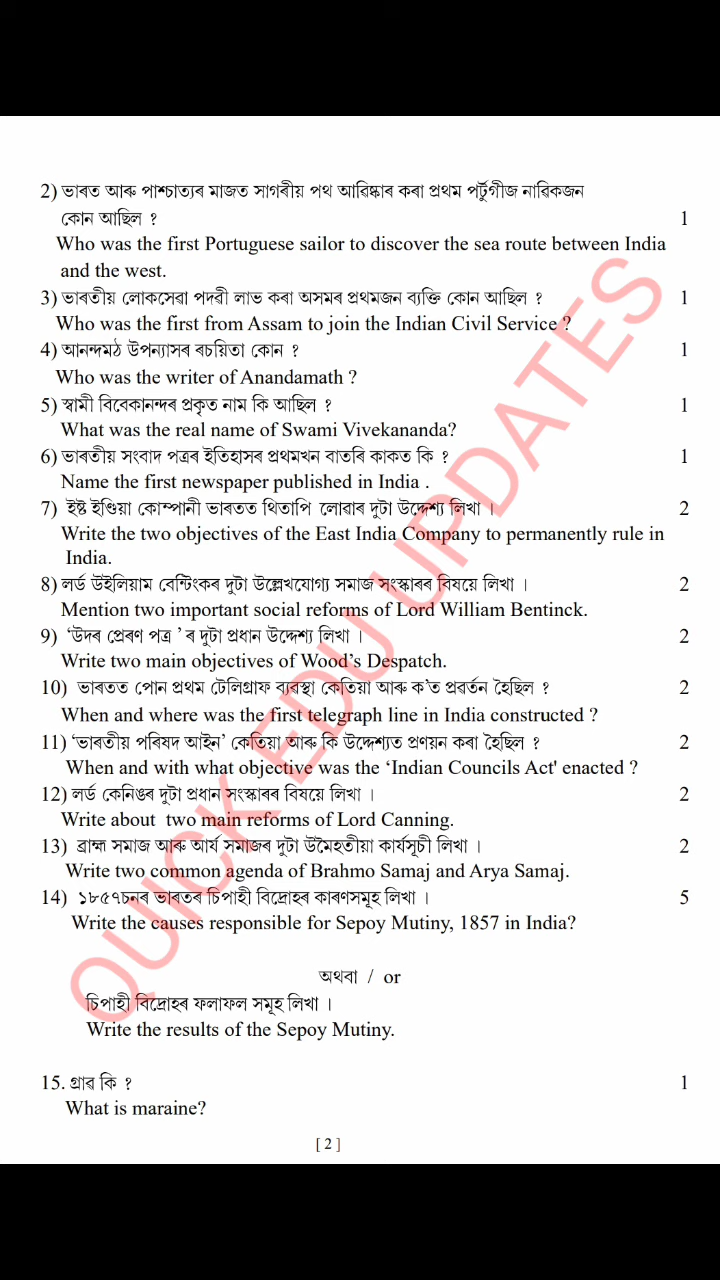 2) ভাৰত আৰু পাশ্চাত্যৰ মাজত সাগৰীয় পথ আৱিষ্কাৰ কৰা প্ৰথম পৰ্টুগীজ নাৱিকজন
কোন আছিল ? 1
Who was the first Portuguese sailor to discover the sea route between India
and the west.
3) ভাৰতীয় লোকসেৱা পদৱী লাভ কৰা অসমৰ প্ৰথমজন ব্যক্তি কোন আছিল ? 1
Who was the first from Assam to join the Indian Civil Service ?
4) আনন্দমঠ উপন্যাসৰ ৰচয়িতা কোন ? 1
Who was the writer of Anandamath ?
5) স্বামী বিবেকানন্দৰ প্ৰকৃত নাম কি আছিল ? 1
What was the real name of Swami Vivekananda?
6) ভাৰতীয় সংবাদ পত্ৰৰ ইতিহাসৰ প্ৰথমখন বাতৰি কাকত কি ? 1
Name the first newspaper published in India .
7) ইষ্ট ইণ্ডিয়া কোম্পানী ভাৰতত থিতাপি লোৱাৰ দুটা উদ্দেশ্য লিখা । 2
Write the two objectives of the East India Company to permanently rule in
India.
8) লৰ্ড উইলিয়াম বেন্টিংকৰ দুটা উল্লেখযোগ্য সমাজ সংস্কাৰৰ বিষয়ে লিখা । 2
Mention two important social reforms of Lord William Bentinck.
9) ‘উদৰ প্ৰেৰণ পত্ৰ ’ ৰ দুটা প্ৰধান উদ্দেশ্য লিখা । 2
Write two main objectives of Wood’s Despatch.
10) ভাৰতত পোন প্ৰথম টেলিগ্ৰাফ ব্যৱস্থা কেতিয়া আৰু ক’ত প্ৰৱৰ্তন হৈছিল ? 2
When and where was the first telegraph line in India constructed ?
11) ‘ভাৰতীয় পৰিষদ আইন’ কেতিয়া আৰু কি উদ্দেশ্যত প্ৰণয়ন কৰা হৈছিল ? 2
When and with what objective was the ‘Indian Councils Act' enacted ?
12) লৰ্ড কেনিঙৰ দুটা প্ৰধান সংস্কাৰৰ বিষয়ে লিখা । 2
Write about two main reforms of Lord Canning.
13) ব্ৰাহ্ম সমাজ আৰু আৰ্য সমাজৰ দুটা উমৈহতীয়া কাৰ্যসূচী লিখা । 2
Write two common agenda of Brahmo Samaj and Arya Samaj.
14) ১৮৫৭চনৰ ভাৰতৰ চিপাহী বিদ্ৰোহৰ কাৰণসমূহ লিখা । 5
Write the causes responsible for Sepoy Mutiny, 1857 in India?
অথবা / or
চিপাহী বিদ্ৰোহৰ ফলাফল সমূহ লিখা ।
Write the results of the Sepoy Mutiny.
15. গ্ৰাৱ কি ? 1
What is maraine?
[ 2 ]
QUICK EDU UPDATES